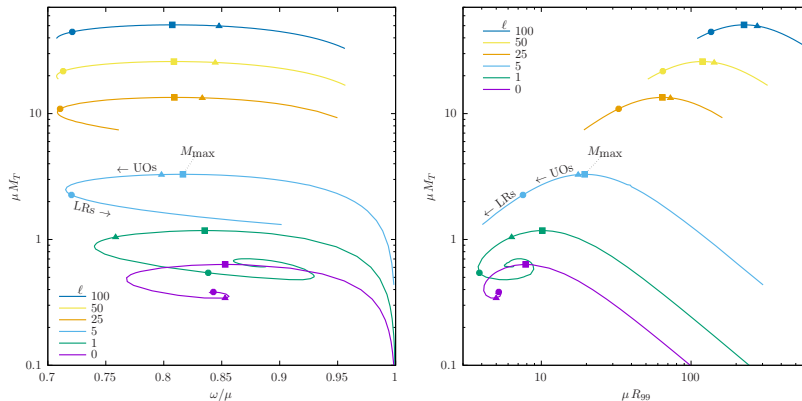 μ M_T
10
1
0.1
0.7
0.75
0.8
0.85
0.9
0.95
1
ω/μ
M_max
← UOs
LRs →
ℓ
100
50
25
5
1
0
μ M_T
10
1
0.1
10
100
μ R_99
ℓ
100
50
25
5
1
0
M_max
← UOs
← LRs